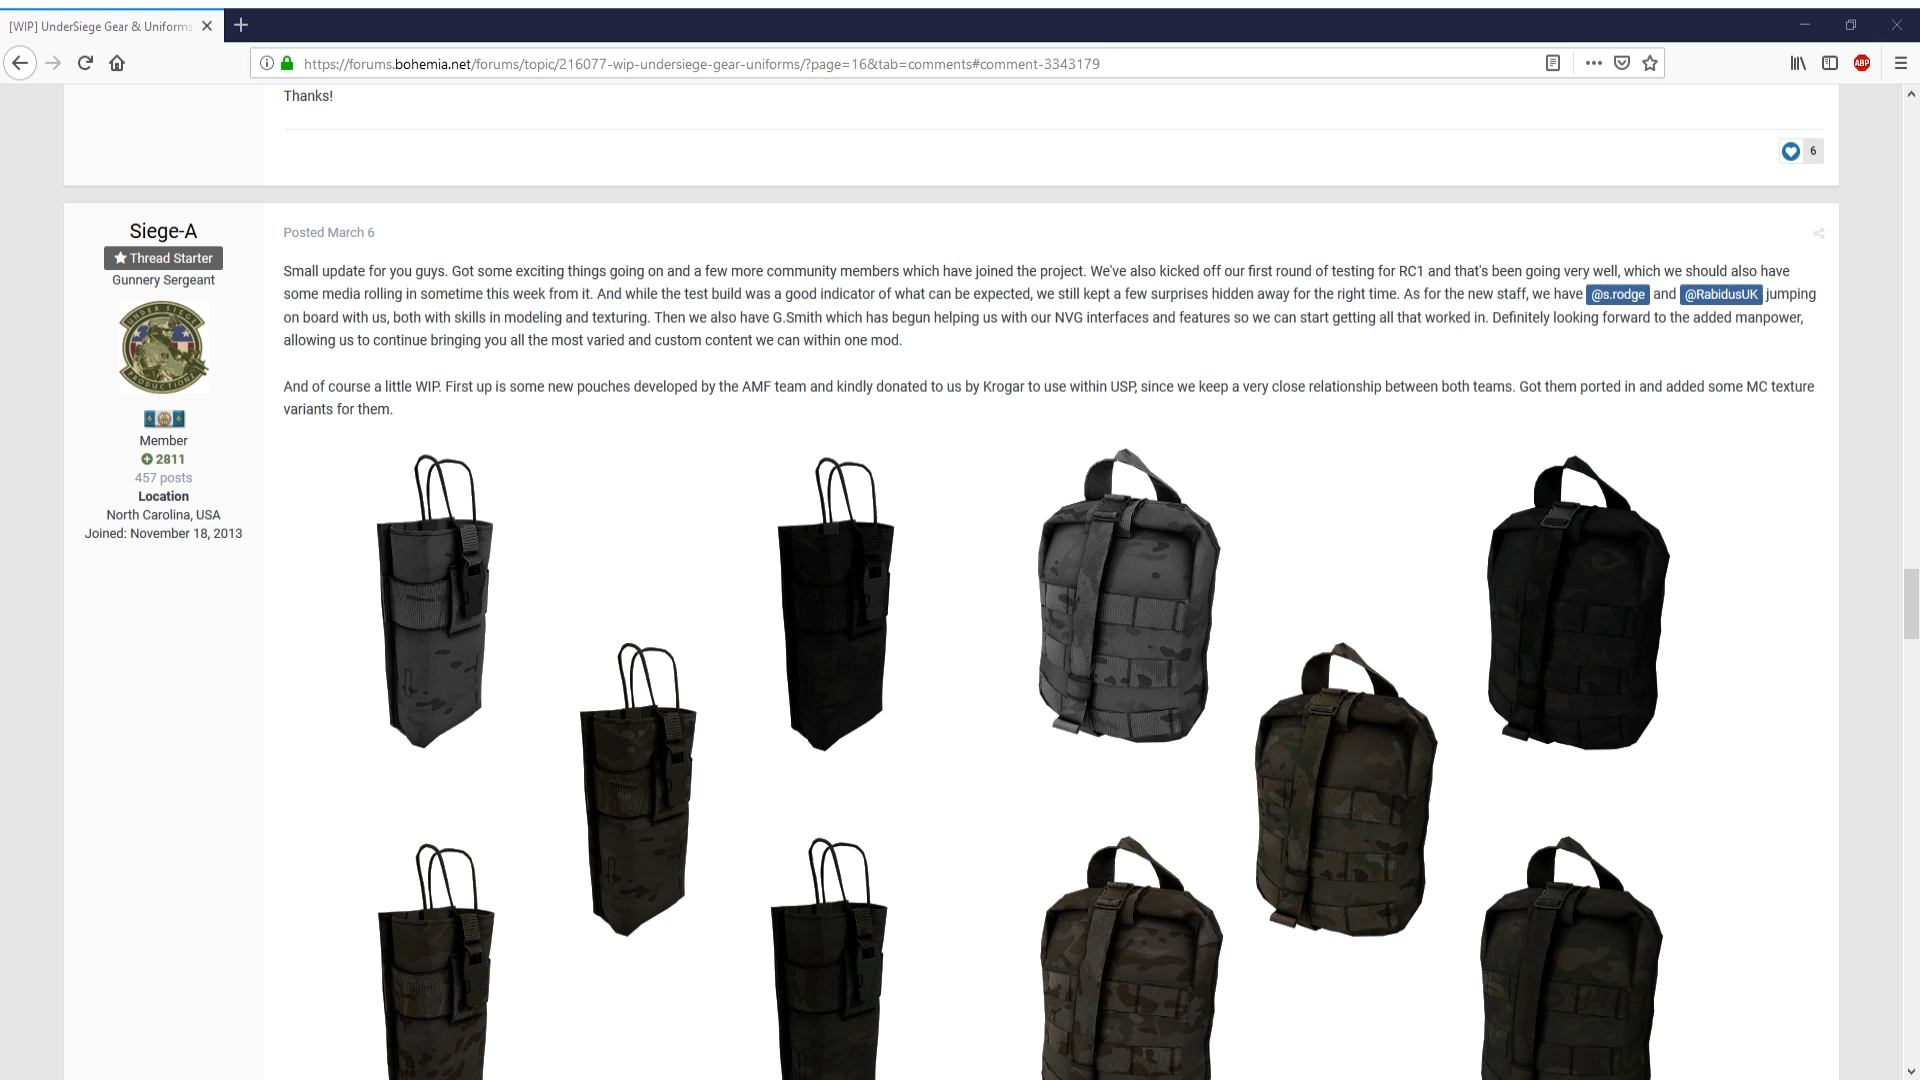 [WIP] UnderSiege Gear & Uniforms
https://forums.bohemia.net/forums/topic/216077-wip-undersiege-gear-uniforms/?page=16&tab=comments#comment-3343179
ABP
Thanks!
6
Siege-A
Thread Starter
Gunnery Sergeant
UNDER SIEGE
PRODUCTIONS
Member
2811
457 posts
Location
North Carolina, USA
Joined: November 18, 2013
Posted March 6
Small update for you guys. Got some exciting things going on and a few more community members which have joined the project. We've also kicked off our first round of testing for RC1 and that's been going very well, which we should also have
some media rolling in sometime this week from it. And while the test build was a good indicator of what can be expected, we still kept a few surprises hidden away for the right time. As for the new staff, we have @s.rodge and @RabidusUK jumping
on board with us, both with skills in modeling and texturing. Then we also have G.Smith which has begun helping us with our NVG interfaces and features so we can start getting all that worked in. Definitely looking forward to the added manpower,
allowing us to continue bringing you all the most varied and custom content we can within one mod.
And of course a little WIP. First up is some new pouches developed by the AMF team and kindly donated to us by Krogar to use within USP, since we keep a very close relationship between both teams. Got them ported in and added some MC texture
variants for them.